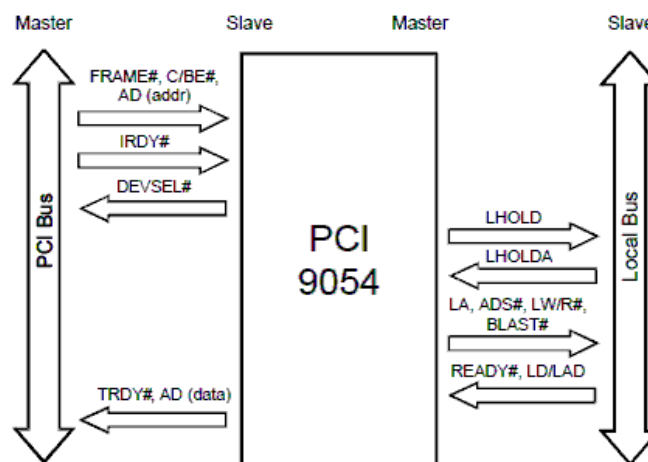 Master
Slave
Master
Slave
FRAME#, C/BE#,
AD (addr)
IRDY#
DEVSEL#
PCI Bus
PCI
9054
LHOLD
LHOLDA
LA, ADS#, LW/R#,
BLAST#
READY#, LD/LAD
TRDY#, AD (data)
Local Bus